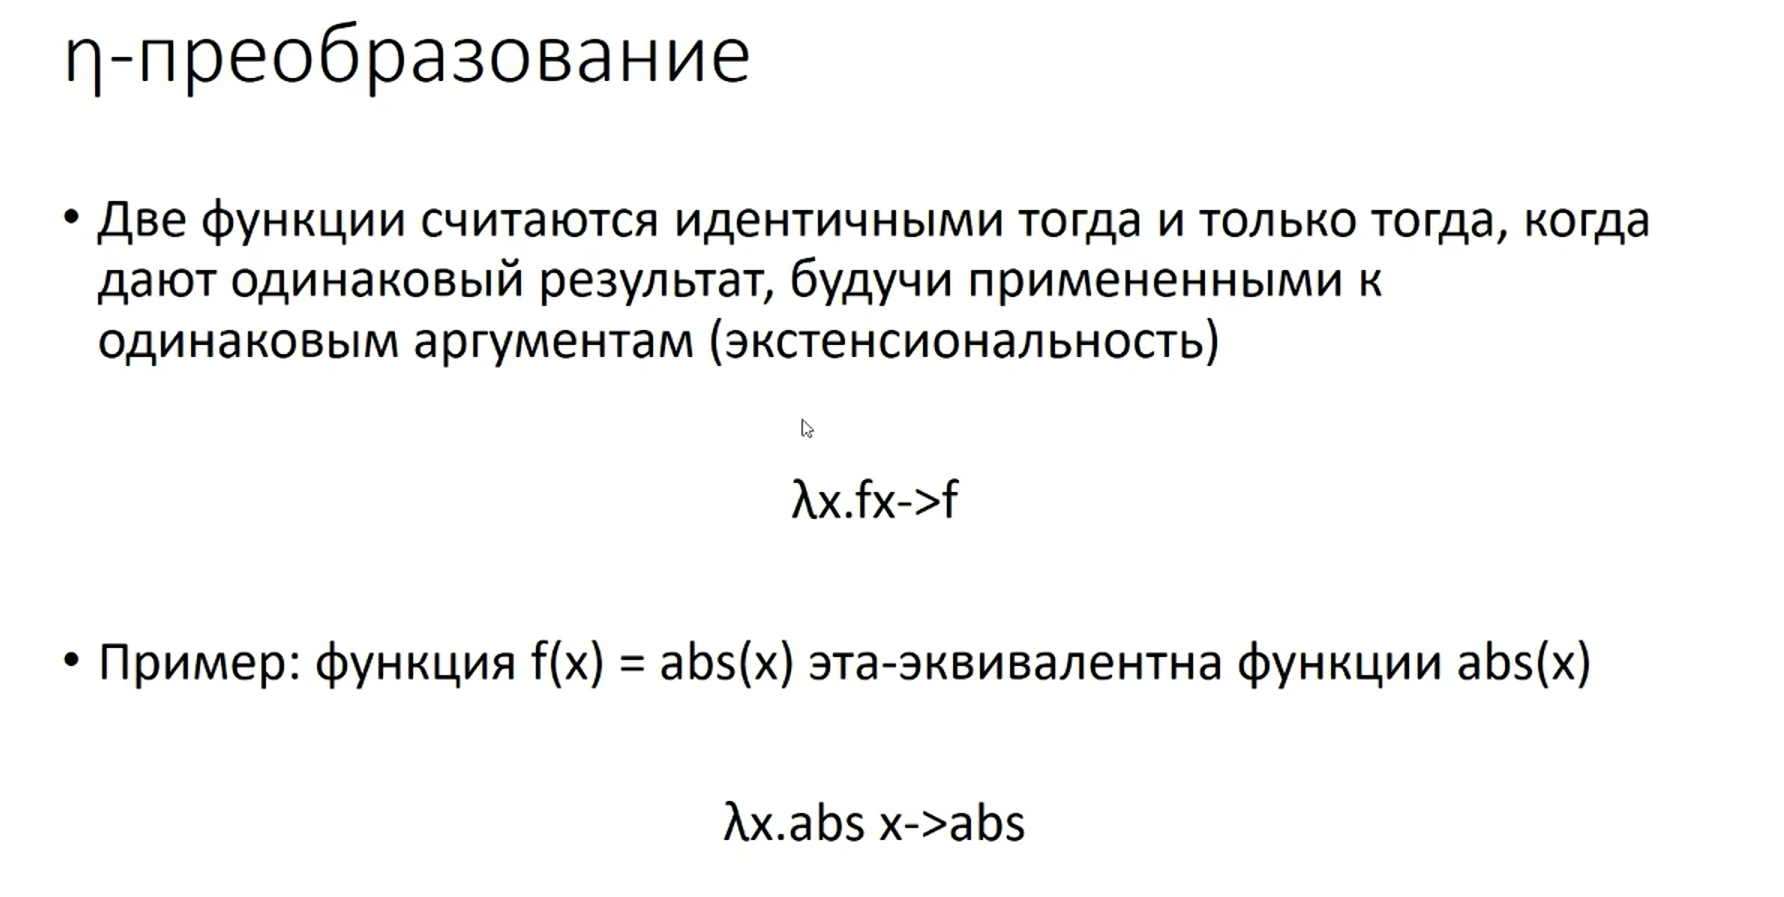 η-преобразование
• Две функции считаются идентичными тогда и только тогда, когда
дают одинаковый результат, будучи примененными к
одинаковым аргументам (экстенсиональность)
λx.fx->f
• Пример: функция f(x) = abs(x) эта-эквивалентна функции abs(x)
λx.abs x->abs